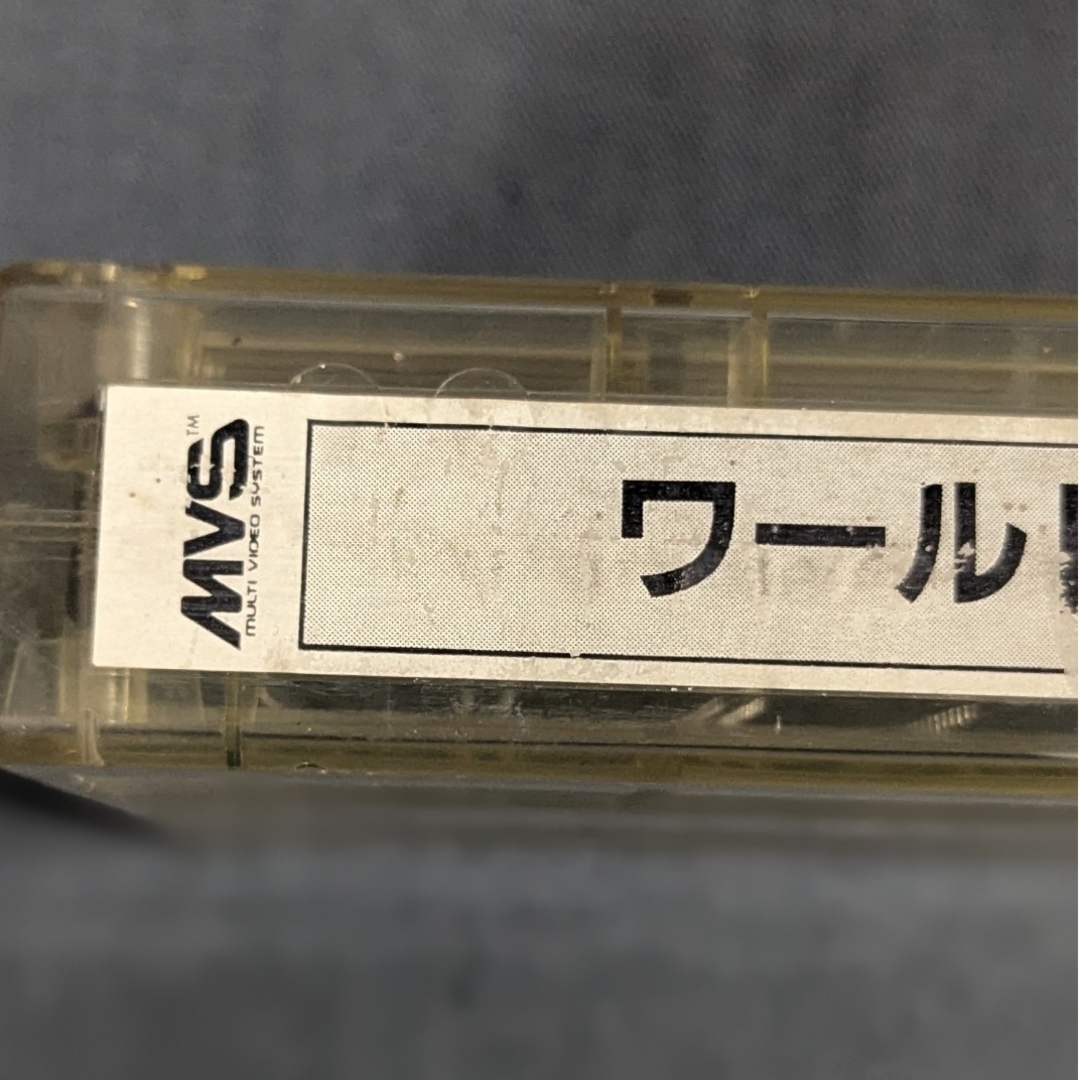 MVS™
MULTI VIDEO SYSTEM
ワール